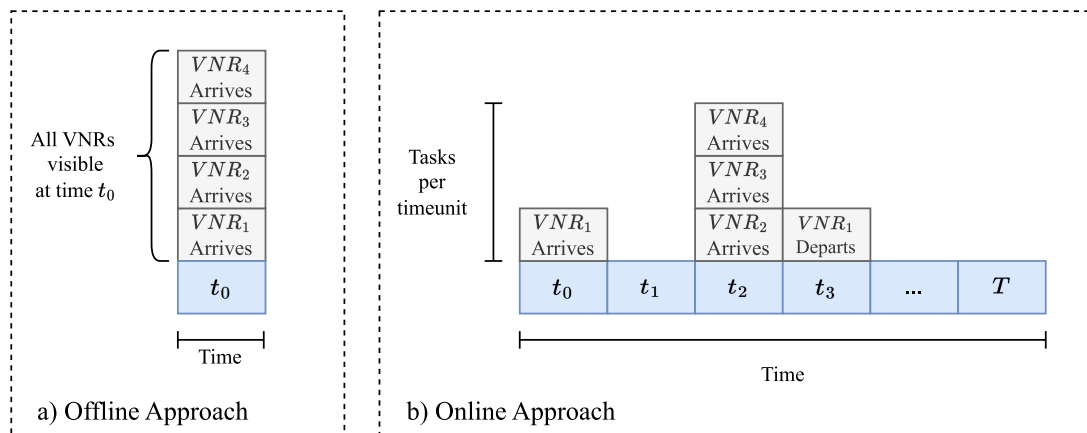 VNR₄
Arrives
VNR₃
Arrives
VNR₂
Arrives
VNR₁
Arrives
All VNRs
visible
at time t₀
t₀
Time
a) Offline Approach
Tasks
per
timeunit
VNR₄
Arrives
VNR₃
Arrives
VNR₁
Arrives
VNR₂
Arrives
VNR₁
Departs
t₀
t₁
t₂
t₃
...
T
Time
b) Online Approach